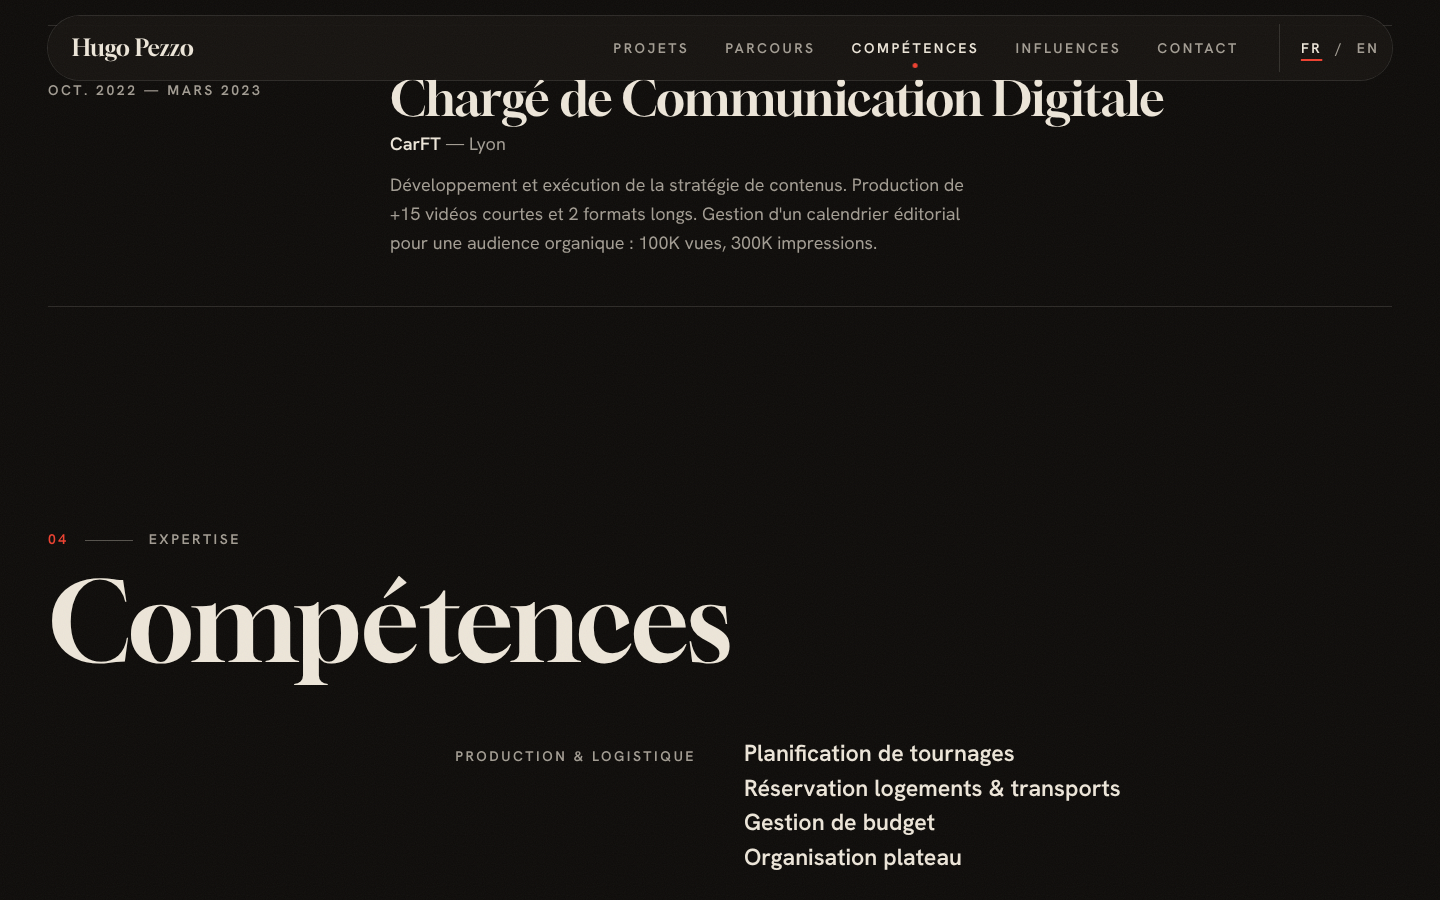 Hugo Pezzo
PROJETS
PARCOURS
COMPÉTENCES
INFLUENCES
CONTACT
FR / EN
OCT. 2022 — MARS 2023
Chargé de Communication Digitale
CarFT — Lyon
Développement et exécution de la stratégie de contenus. Production de
+15 vidéos courtes et 2 formats longs. Gestion d'un calendrier éditorial
pour une audience organique : 100K vues, 300K impressions.
04 EXPERTISE
Compétences
PRODUCTION & LOGISTIQUE
Planification de tournages
Réservation logements & transports
Gestion de budget
Organisation plateau